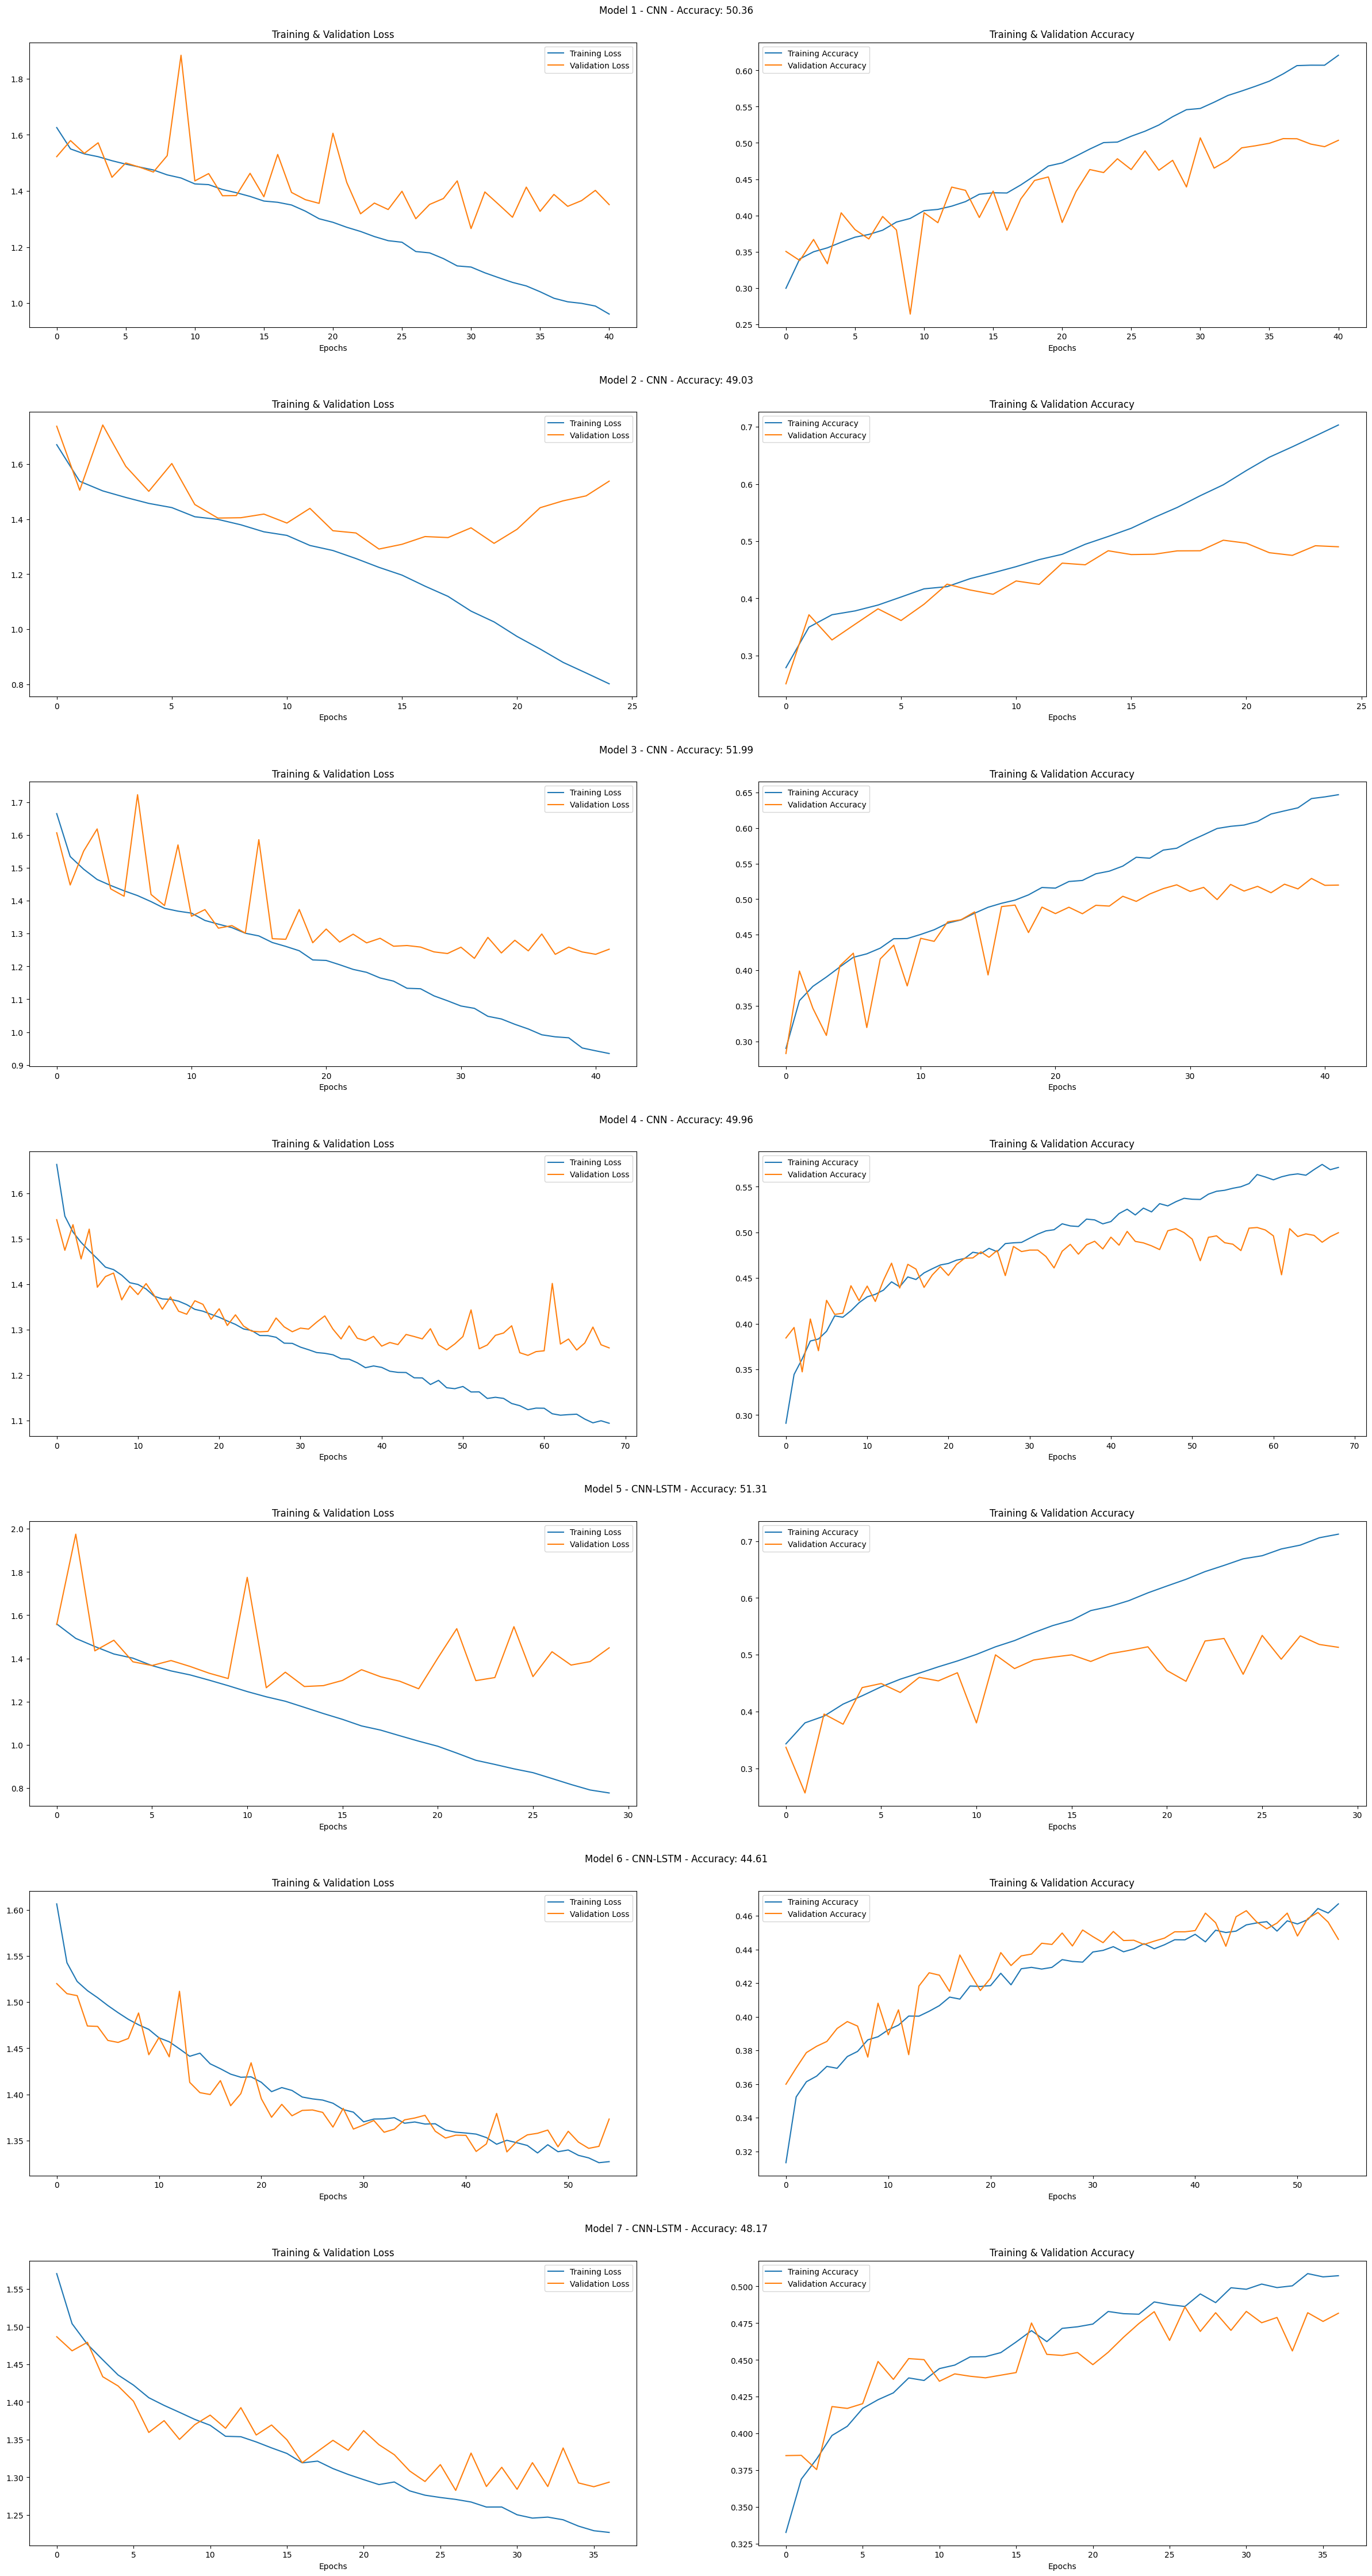 Model 1 - CNN - Accuracy: 50.36
Training & Validation Loss
Training Loss
Validation Loss
1.8
1.6
1.4
1.2
1.0
0 5 10 15 20 25 30 35 40
Epochs
Training & Validation Accuracy
Training Accuracy
Validation Accuracy
0.60
0.55
0.50
0.45
0.40
0.35
0.30
0.25
0 5 10 15 20 25 30 35 40
Epochs
Model 2 - CNN - Accuracy: 49.03
Training & Validation Loss
Training Loss
Validation Loss
1.6
1.4
1.2
1.0
0.8
0 5 10 15 20 25
Epochs
Training & Validation Accuracy
Training Accuracy
Validation Accuracy
0.7
0.6
0.5
0.4
0.3
0 5 10 15 20 25
Epochs
Model 3 - CNN - Accuracy: 51.99
Training & Validation Loss
Training Loss
Validation Loss
1.7
1.6
1.5
1.4
1.3
1.2
1.1
1.0
0.9
0 10 20 30 40
Epochs
Training & Validation Accuracy
Training Accuracy
Validation Accuracy
0.65
0.60
0.55
0.50
0.45
0.40
0.35
0.30
0 10 20 30 40
Epochs
Model 4 - CNN - Accuracy: 49.96
Training & Validation Loss
Training Loss
Validation Loss
1.6
1.5
1.4
1.3
1.2
1.1
0 10 20 30 40 50 60 70
Epochs
Training & Validation Accuracy
Training Accuracy
Validation Accuracy
0.55
0.50
0.45
0.40
0.35
0.30
0 10 20 30 40 50 60 70
Epochs
Model 5 - CNN-LSTM - Accuracy: 51.31
Training & Validation Loss
Training Loss
Validation Loss
2.0
1.8
1.6
1.4
1.2
1.0
0.8
0 5 10 15 20 25 30
Epochs
Training & Validation Accuracy
Training Accuracy
Validation Accuracy
0.7
0.6
0.5
0.4
0.3
0 5 10 15 20 25 30
Epochs
Model 6 - CNN-LSTM - Accuracy: 44.61
Training & Validation Loss
Training Loss
Validation Loss
1.60
1.55
1.50
1.45
1.40
1.35
0 10 20 30 40 50
Epochs
Training & Validation Accuracy
Training Accuracy
Validation Accuracy
0.46
0.44
0.42
0.40
0.38
0.36
0.34
0.32
0 10 20 30 40 50
Epochs
Model 7 - CNN-LSTM - Accuracy: 48.17
Training & Validation Loss
Training Loss
Validation Loss
1.55
1.50
1.45
1.40
1.35
1.30
1.25
0 5 10 15 20 25 30 35
Epochs
Training & Validation Accuracy
Training Accuracy
Validation Accuracy
0.500
0.475
0.450
0.425
0.400
0.375
0.350
0.325
0 5 10 15 20 25 30 35
Epochs